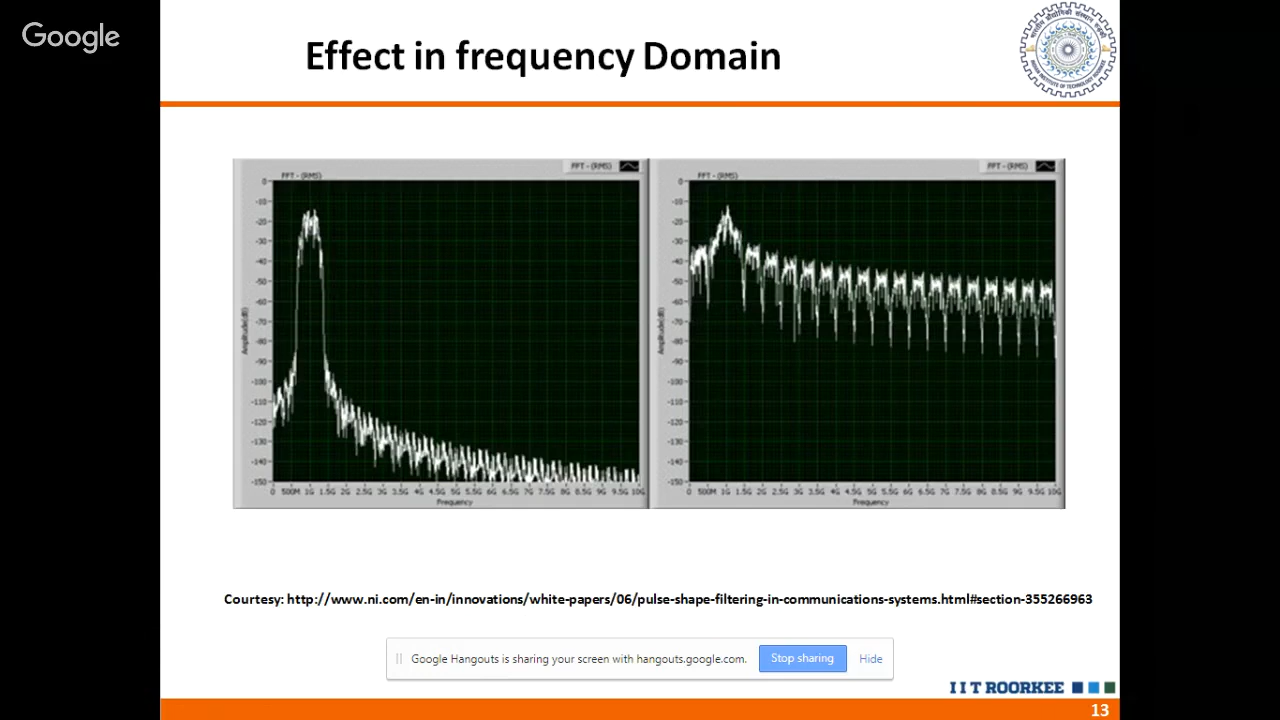 Google
Effect in frequency Domain
FFT - (RMS)
FFT - (RMS)
0
-10
-20
-30
-40
-50
-60
-70
-80
-90
-100
-110
-120
-130
-140
-150
Amplitude(dB)
0 500M 1G 1.5G 2G 2.5G 3G 3.5G 4G 4.5G 5G 5.5G 6G 6.5G 7G 7.5G 8G 8.5G 9G 9.5G 10G
Frequency
FFT - (RMS)
FFT - (RMS)
0
-10
-20
-30
-40
-50
-60
-70
-80
-90
-100
-110
-120
-130
-140
-150
Amplitude(dB)
0 500M 1G 1.5G 2G 2.5G 3G 3.5G 4G 4.5G 5G 5.5G 6G 6.5G 7G 7.5G 8G 8.5G 9G 9.5G 10G
Frequency
Courtesy: http://www.ni.com/en-in/innovations/white-papers/06/pulse-shape-filtering-in-communications-systems.html#section-355266963
Google Hangouts is sharing your screen with hangouts.google.com.
Stop sharing
Hide
I I T ROORKEE
13